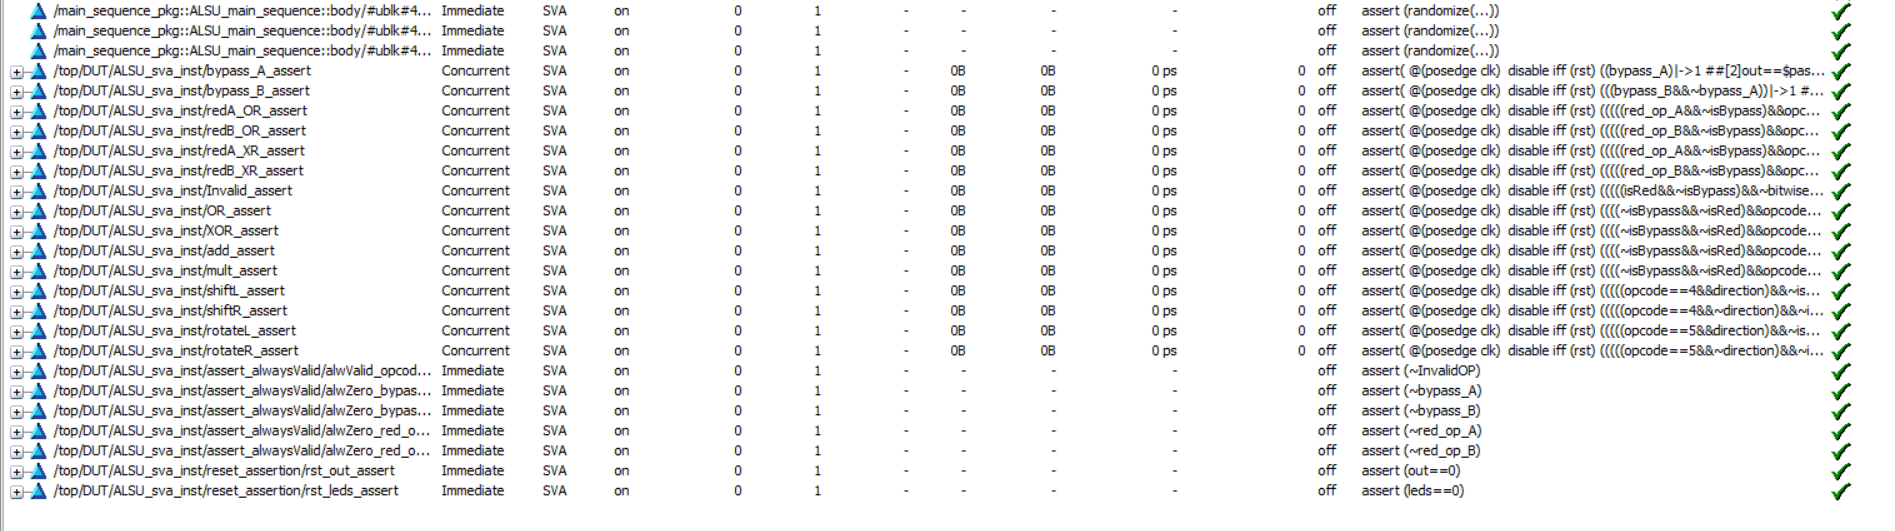 /main_sequence_pkg::ALSU_main_sequence::body/#ublk#4... Immediate SVA on 0 1 - - - - off assert (randomize(...))
/main_sequence_pkg::ALSU_main_sequence::body/#ublk#4... Immediate SVA on 0 1 - - - - off assert (randomize(...))
/main_sequence_pkg::ALSU_main_sequence::body/#ublk#4... Immediate SVA on 0 1 - - - - off assert (randomize(...))
/top/DUT/ALSU_sva_inst/bypass_A_assert Concurrent SVA on 0 1 - 0B 0B 0 ps 0 off assert( @(posedge clk) disable iff (rst) ((bypass_A)|->1 ##[2]out==$pas...
/top/DUT/ALSU_sva_inst/bypass_B_assert Concurrent SVA on 0 1 - 0B 0B 0 ps 0 off assert( @(posedge clk) disable iff (rst) (((bypass_B&&~bypass_A))|->1 #...
/top/DUT/ALSU_sva_inst/redA_OR_assert Concurrent SVA on 0 1 - 0B 0B 0 ps 0 off assert( @(posedge clk) disable iff (rst) (((((red_op_A&&~isBypass)&&opc...
/top/DUT/ALSU_sva_inst/redB_OR_assert Concurrent SVA on 0 1 - 0B 0B 0 ps 0 off assert( @(posedge clk) disable iff (rst) (((((red_op_B&&~isBypass)&&opc...
/top/DUT/ALSU_sva_inst/redA_XR_assert Concurrent SVA on 0 1 - 0B 0B 0 ps 0 off assert( @(posedge clk) disable iff (rst) (((((red_op_A&&~isBypass)&&opc...
/top/DUT/ALSU_sva_inst/redB_XR_assert Concurrent SVA on 0 1 - 0B 0B 0 ps 0 off assert( @(posedge clk) disable iff (rst) (((((red_op_B&&~isBypass)&&opc...
/top/DUT/ALSU_sva_inst/Invalid_assert Concurrent SVA on 0 1 - 0B 0B 0 ps 0 off assert( @(posedge clk) disable iff (rst) (((((isRed&&~isBypass)&&~bitwise...
/top/DUT/ALSU_sva_inst/OR_assert Concurrent SVA on 0 1 - 0B 0B 0 ps 0 off assert( @(posedge clk) disable iff (rst) ((((~isBypass&&~isRed)&&opcode...
/top/DUT/ALSU_sva_inst/XOR_assert Concurrent SVA on 0 1 - 0B 0B 0 ps 0 off assert( @(posedge clk) disable iff (rst) ((((~isBypass&&~isRed)&&opcode...
/top/DUT/ALSU_sva_inst/add_assert Concurrent SVA on 0 1 - 0B 0B 0 ps 0 off assert( @(posedge clk) disable iff (rst) ((((~isBypass&&~isRed)&&opcode...
/top/DUT/ALSU_sva_inst/mult_assert Concurrent SVA on 0 1 - 0B 0B 0 ps 0 off assert( @(posedge clk) disable iff (rst) ((((~isBypass&&~isRed)&&opcode...
/top/DUT/ALSU_sva_inst/shiftL_assert Concurrent SVA on 0 1 - 0B 0B 0 ps 0 off assert( @(posedge clk) disable iff (rst) (((((opcode==4&&direction)&&~is...
/top/DUT/ALSU_sva_inst/shiftR_assert Concurrent SVA on 0 1 - 0B 0B 0 ps 0 off assert( @(posedge clk) disable iff (rst) (((((opcode==4&&~direction)&&~i...
/top/DUT/ALSU_sva_inst/rotateL_assert Concurrent SVA on 0 1 - 0B 0B 0 ps 0 off assert( @(posedge clk) disable iff (rst) (((((opcode==5&&direction)&&~is...
/top/DUT/ALSU_sva_inst/rotateR_assert Concurrent SVA on 0 1 - 0B 0B 0 ps 0 off assert( @(posedge clk) disable iff (rst) (((((opcode==5&&~direction)&&~i...
/top/DUT/ALSU_sva_inst/assert_alwaysValid/alwValid_opcod... Immediate SVA on 0 1 - - - - off assert (~InvalidOP)
/top/DUT/ALSU_sva_inst/assert_alwaysValid/alwZero_bypas... Immediate SVA on 0 1 - - - - off assert (~bypass_A)
/top/DUT/ALSU_sva_inst/assert_alwaysValid/alwZero_bypas... Immediate SVA on 0 1 - - - - off assert (~bypass_B)
/top/DUT/ALSU_sva_inst/assert_alwaysValid/alwZero_red_o... Immediate SVA on 0 1 - - - - off assert (~red_op_A)
/top/DUT/ALSU_sva_inst/assert_alwaysValid/alwZero_red_o... Immediate SVA on 0 1 - - - - off assert (~red_op_B)
/top/DUT/ALSU_sva_inst/reset_assertion/rst_out_assert Immediate SVA on 0 1 - - - - off assert (out==0)
/top/DUT/ALSU_sva_inst/reset_assertion/rst_leds_assert Immediate SVA on 0 1 - - - - off assert (leds==0)